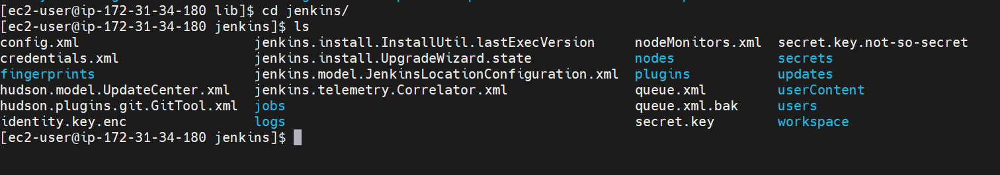 [ec2-user@ip-172-31-34-180 lib]$ cd jenkins/
[ec2-user@ip-172-31-34-180 jenkins]$ ls
config.xml                      jenkins.install.InstallUtil.lastExecVersion     nodeMonitors.xml  secret.key.not-so-secret
credentials.xml                 jenkins.install.UpgradeWizard.state             nodes             secrets
fingerprints                    jenkins.model.JenkinsLocationConfiguration.xml  plugins           updates
hudson.model.UpdateCenter.xml   jenkins.telemetry.Correlator.xml                queue.xml         userContent
hudson.plugins.git.GitTool.xml  jobs                                            queue.xml.bak     users
identity.key.enc                logs                                            secret.key        workspace
[ec2-user@ip-172-31-34-180 jenkins]$